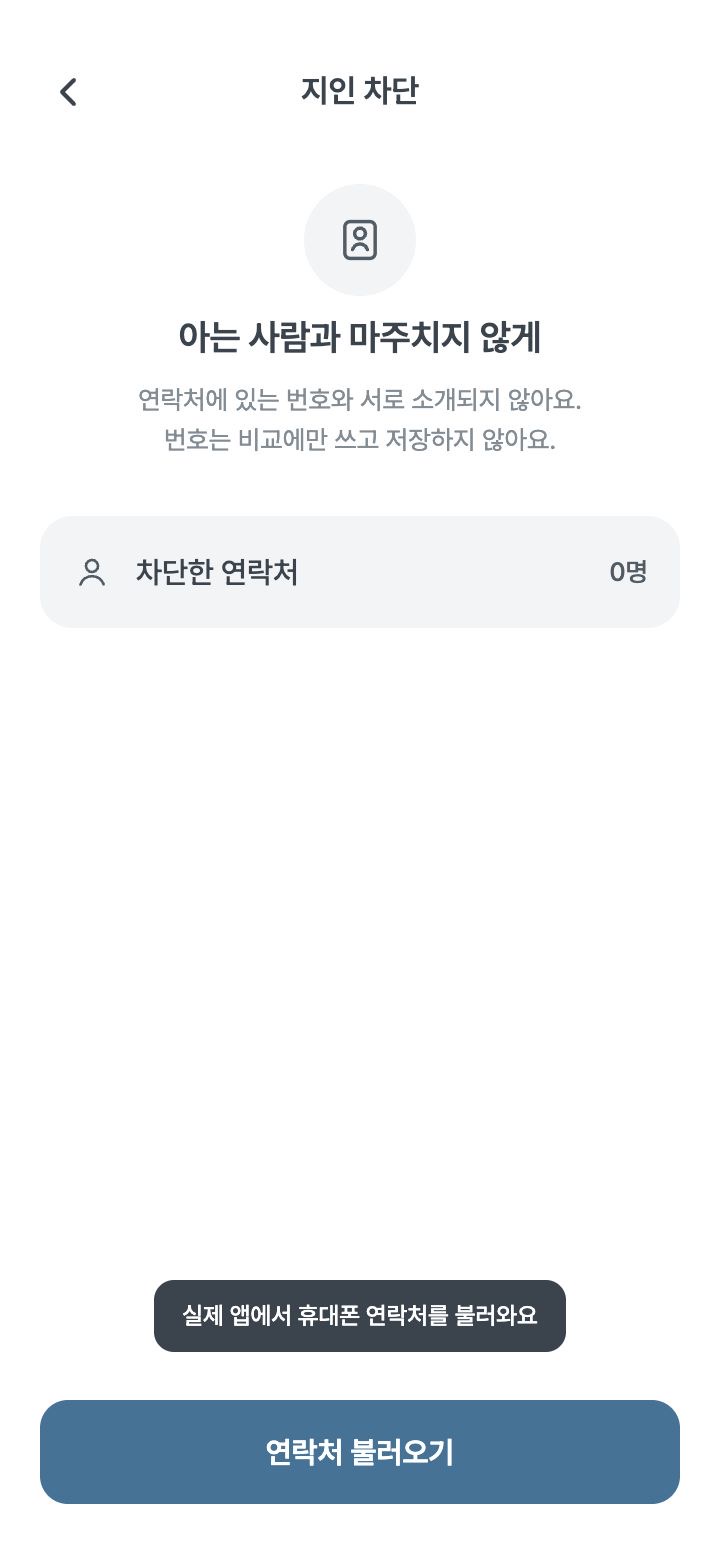 지인 차단
아는 사람과 마주치지 않게
연락처에 있는 번호와 서로 소개되지 않아요.
번호는 비교에만 쓰고 저장하지 않아요.
차단한 연락처 0명
실제 앱에서 휴대폰 연락처를 불러와요
연락처 불러오기